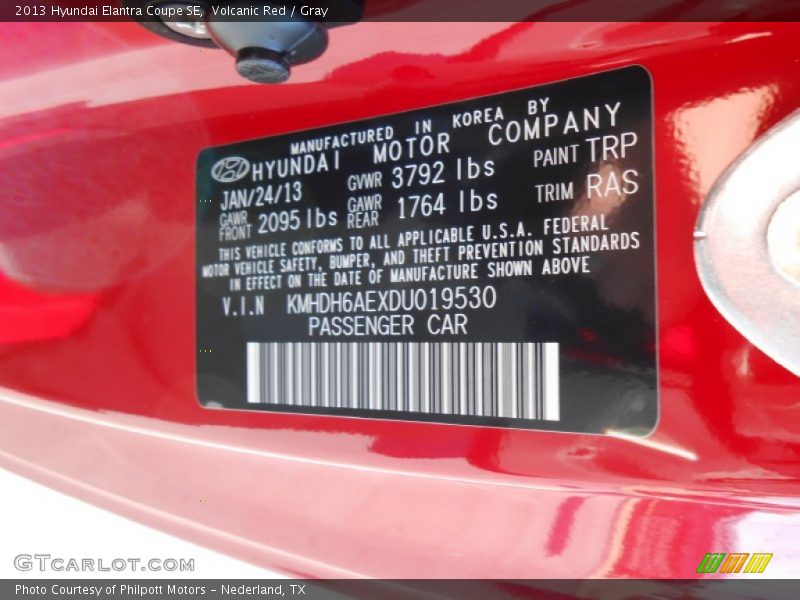 2013 Hyundai Elantra Coupe SE,  Volcanic Red / Gray
MANUFACTURED IN KOREA BY
HYUNDAI MOTOR COMPANY
JAN/24/13 GVWR 3792 lbs PAINT TRP
GAWR FRONT 2095 lbs GAWR REAR 1764 lbs TRIM RAS
THIS VEHICLE CONFORMS TO ALL APPLICABLE U.S.A. FEDERAL
MOTOR VEHICLE SAFETY, BUMPER, AND THEFT PREVENTION STANDARDS
IN EFFECT ON THE DATE OF MANUFACTURE SHOWN ABOVE
V.I.N KMHDH6AEXDU019530
PASSENGER CAR
GTCARLOT.COM
Photo Courtesy of Philpott Motors - Nederland, TX